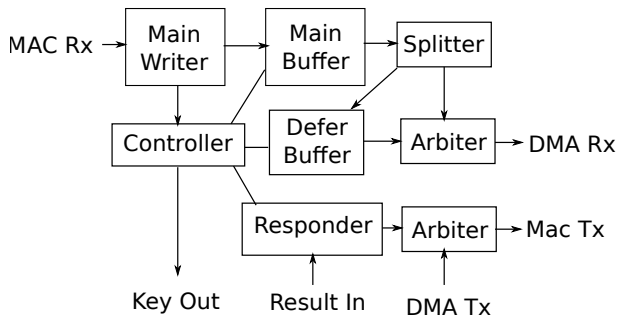 MAC Rx
Main
Writer
Main
Buffer
Splitter
Controller
Defer
Buffer
Arbiter
DMA Rx
Responder
Arbiter
Mac Tx
Key Out
Result In
DMA Tx